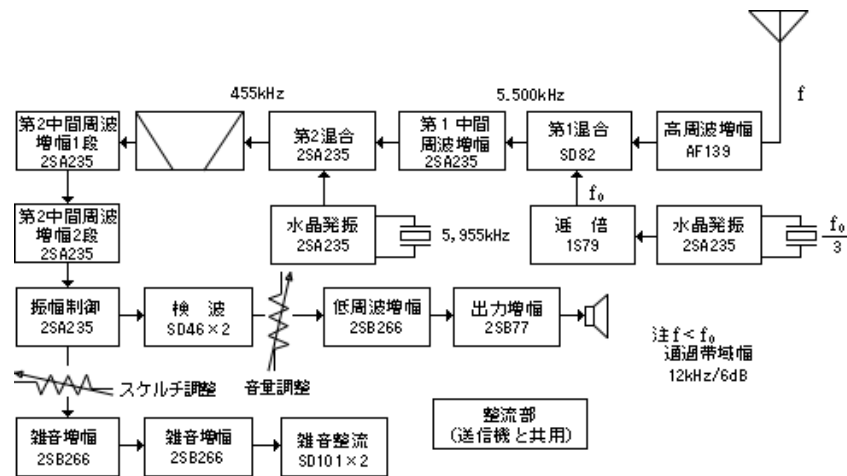 f
5.500kHz
455kHz
高周波増幅
AF139
第1混合
SD82
第1中間
周波増幅
2SA235
第2混合
2SA235
第2中間周波
増幅1段
2SA235
f₀
水晶発振
2SA235
f₀
3
逓 倍
1S79
水晶発振
2SA235
5,955kHz
第2中間周波
増幅2段
2SA235
振幅制御
2SA235
検 波
SD46×2
低周波増幅
2SB266
出力増幅
2SB77
注f<f₀
通過帯域幅
12kHz/6dB
スケルチ調整
音量調整
雑音増幅
2SB266
雑音増幅
2SB266
雑音整流
SD101×2
整流部
(送信機と共用)